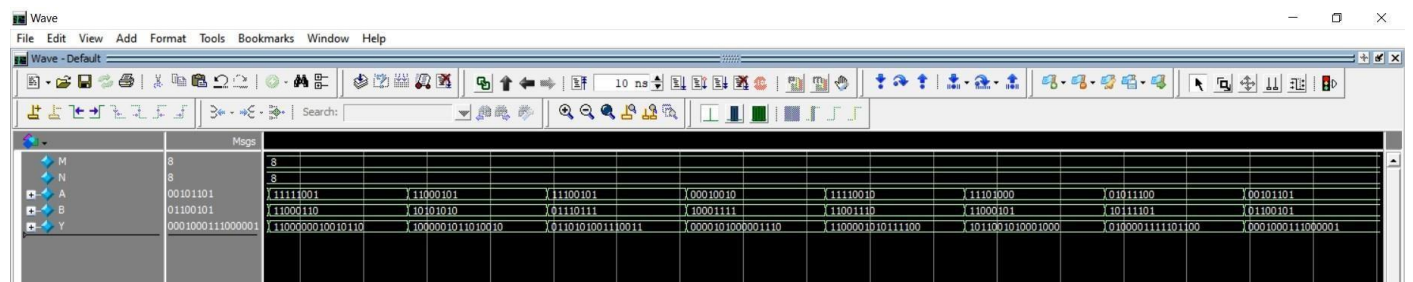 Wave
File Edit View Add Format Tools Bookmarks Window Help
Wave - Default
10 ns
Search:
Msgs
M 8 8
N 8 8
A 00101101 11111001 11000101 11100101 00010010 11110010 11101000 01011100 00101101
B 01100101 11000110 10101010 01110111 10001111 11001110 11000101 10111101 01100101
Y 0001000111000001 1100000010010110 1000001011010010 0110101001110011 0000101000001110 1100001010111100 1011001010001000 0100001111101100 0001000111000001